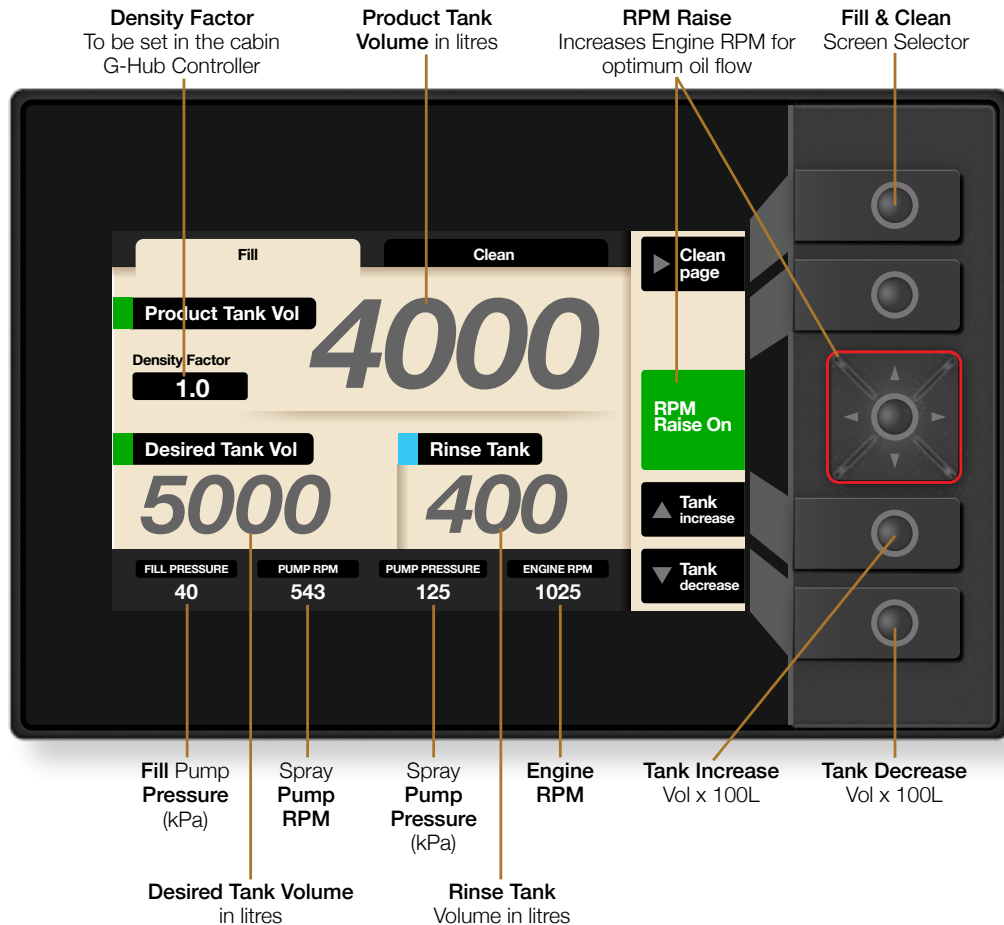 Density Factor
To be set in the cabin
G-Hub Controller
Product Tank
Volume in litres
RPM Raise
Increases Engine RPM for
optimum oil flow
Fill & Clean
Screen Selector
Fill
Clean
Clean
page
Product Tank Vol
4000
Density Factor
1.0
RPM
Raise On
Desired Tank Vol
5000
Rinse Tank
400
Tank
increase
Tank
decrease
FILL PRESSURE
40
PUMP RPM
543
PUMP PRESSURE
125
ENGINE RPM
1025
Fill Pump
Pressure
(kPa)
Spray
Pump
RPM
Spray
Pump
Pressure
(kPa)
Engine
RPM
Tank Increase
Vol x 100L
Tank Decrease
Vol x 100L
Desired Tank Volume
in litres
Rinse Tank
Volume in litres